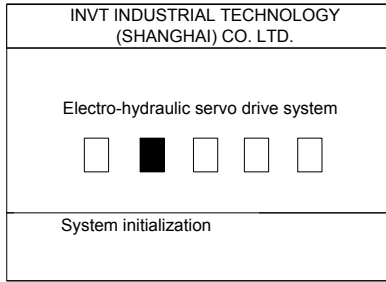 INVT INDUSTRIAL TECHNOLOGY
(SHANGHAI) CO. LTD.
Electro-hydraulic servo drive system
System initialization